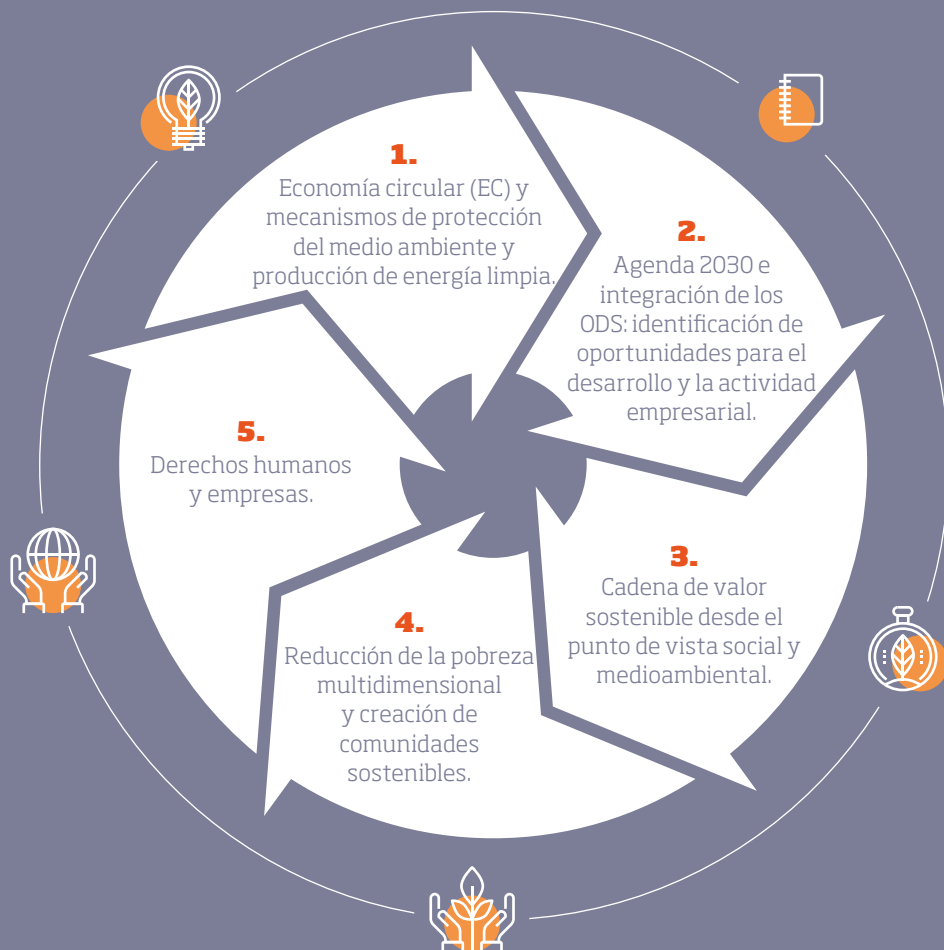 1.
Economía circular (EC) y
mecanismos de protección
del medio ambiente y
producción de energía limpia.
2.
Agenda 2030 e
integración de los
ODS: identificación de
oportunidades para el
desarrollo y la actividad
empresarial.
3.
Cadena de valor
sostenible desde el
punto de vista social y
medioambiental.
4.
Reducción de la pobreza
multidimensional
y creación de
comunidades
sostenibles.
5.
Derechos humanos
y empresas.